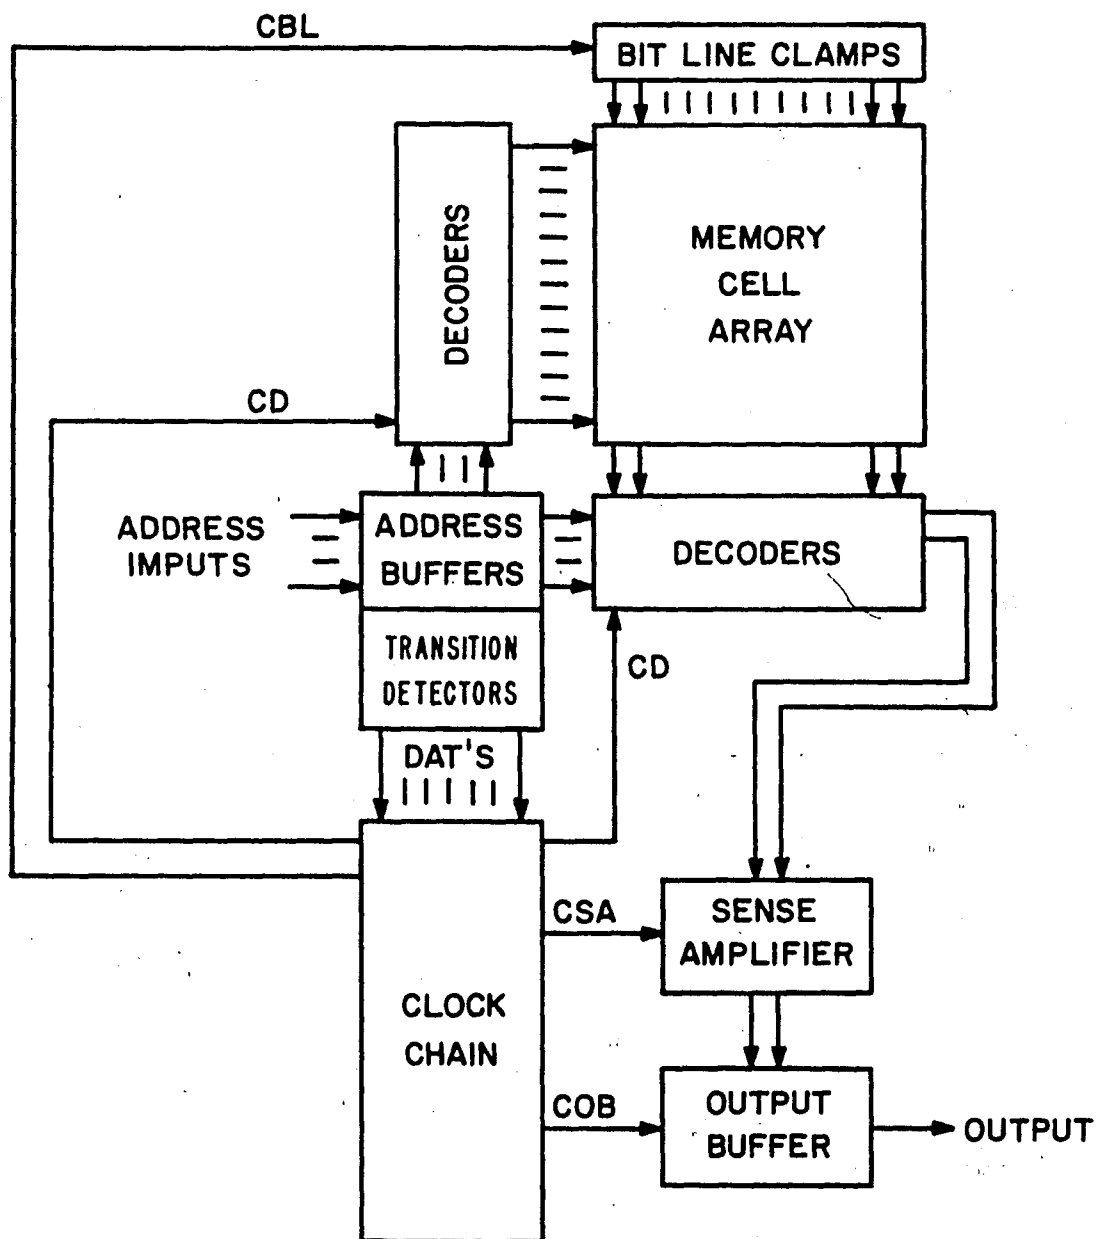 CBL
BIT LINE CLAMPS
DECODERS
MEMORY
CELL
ARRAY
CD
ADDRESS
IMPUTS
ADDRESS
BUFFERS
DECODERS
TRANSITION
DETECTORS
CD
DAT'S
CSA
SENSE
AMPLIFIER
CLOCK
CHAIN
COB
OUTPUT
BUFFER
OUTPUT